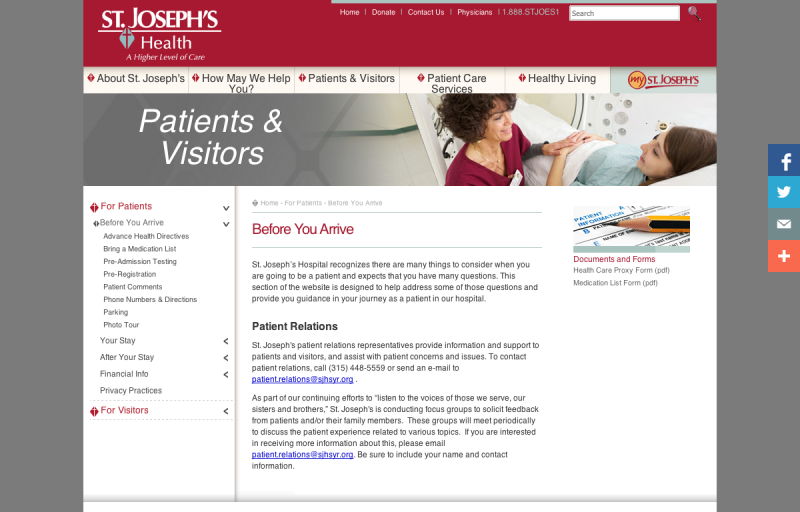 ST. JOSEPH'S
Health
A Higher Level of Care
Home | Donate | Contact Us | Physicians | 1.888.STJOES1
Search
About St. Joseph's
How May We Help
You?
Patients & Visitors
Patient Care
Services
Healthy Living
my ST. JOSEPH'S
Patients &
Visitors
For Patients
Before You Arrive
Advance Health Directives
Bring a Medication List
Pre-Admission Testing
Pre-Registration
Patient Comments
Phone Numbers & Directions
Parking
Photo Tour
Your Stay
After Your Stay
Financial Info
Privacy Practices
For Visitors
Home - For Patients - Before You Arrive
Before You Arrive
St. Joseph's Hospital recognizes there are many things to consider when you
are going to be a patient and expects that you have many questions. This
section of the website is designed to help address some of those questions and
provide you guidance in your journey as a patient in our hospital.
Patient Relations
St. Joseph's patient relations representatives provide information and support to
patients and visitors, and assist with patient concerns and issues. To contact
patient relations, call (315) 448-5559 or send an e-mail to
patient.relations@sjhsyr.org .
As part of our continuing efforts to "listen to the voices of those we serve, our
sisters and brothers," St. Joseph's is conducting focus groups to solicit feedback
from patients and/or their family members. These groups will meet periodically
to discuss the patient experience related to various topics. If you are interested
in receiving more information about this, please email
patient.relations@sjhsyr.org. Be sure to include your name and contact
information.
PATIENT
INFORMATION
Documents and Forms
Health Care Proxy Form (pdf)
Medication List Form (pdf)